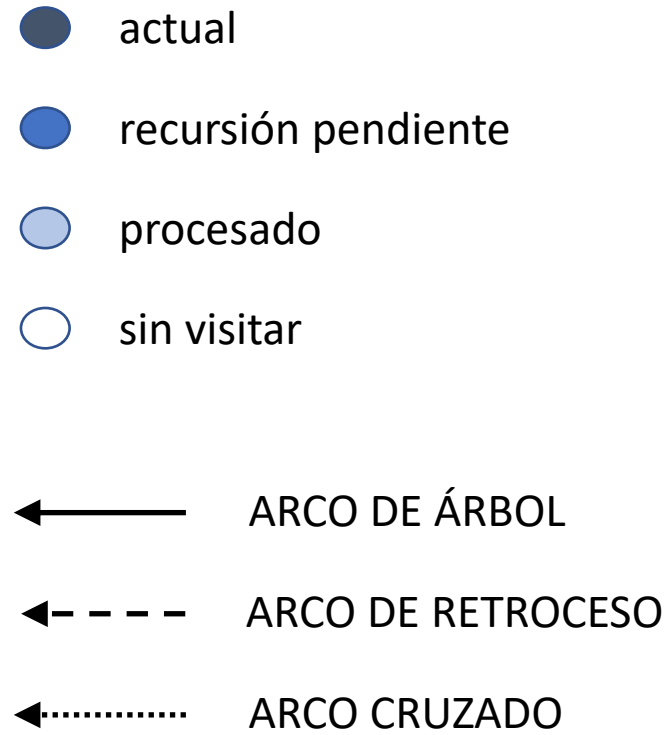 actual
recursión pendiente
procesado
sin visitar
ARCO DE ÁRBOL
ARCO DE RETROCESO
ARCO CRUZADO